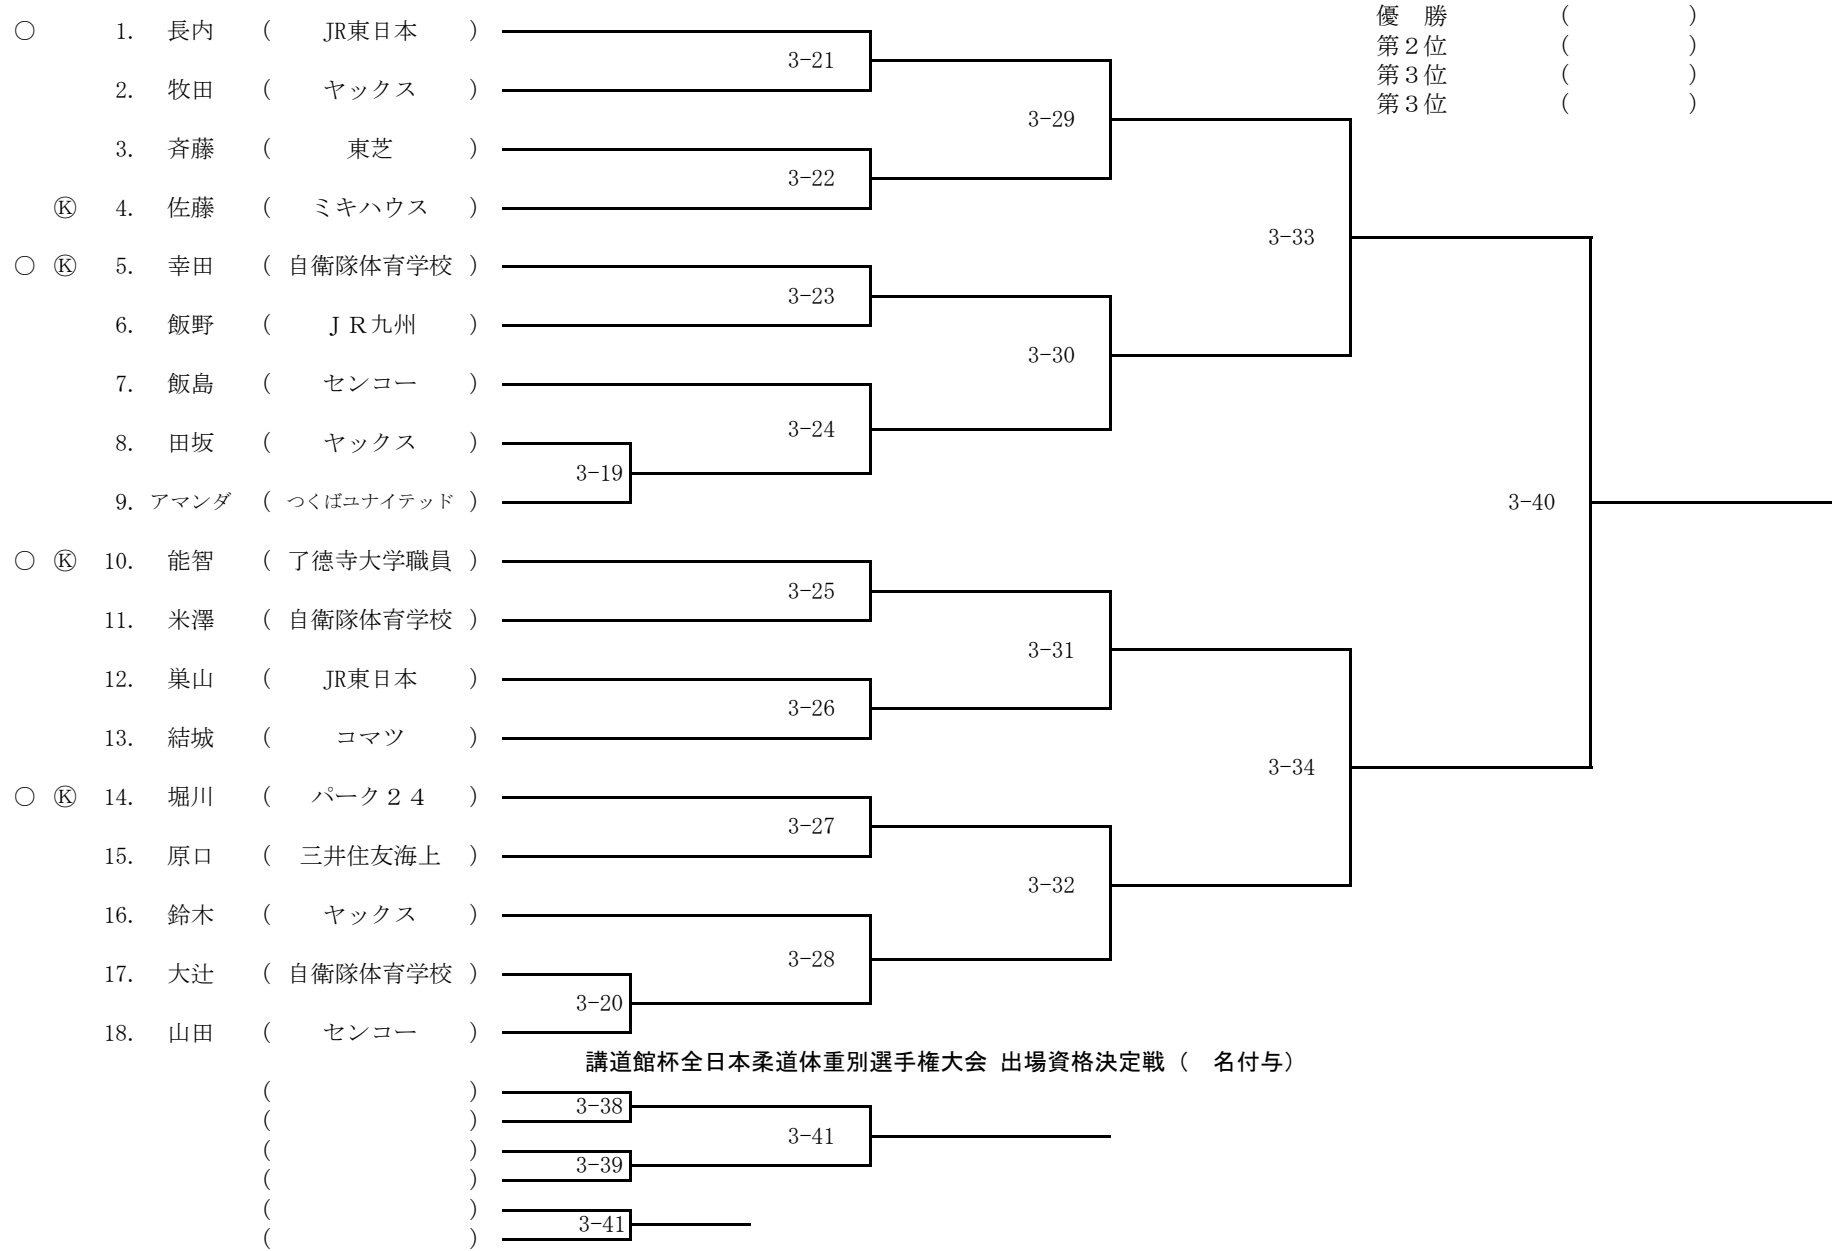 優　勝　　　(　　　　)
第２位　　　(　　　　)
第３位　　　(　　　　)
第３位　　　(　　　　)
○ 1. 長内 ( JR東日本 )
3-21
2. 牧田 ( ヤックス )
3-29
3. 斉藤 ( 東芝 )
3-22
Ⓚ 4. 佐藤 ( ミキハウス )
3-33
○ Ⓚ 5. 幸田 ( 自衛隊体育学校 )
3-23
6. 飯野 ( ＪＲ九州 )
3-30
7. 飯島 ( センコー )
3-24
8. 田坂 ( ヤックス )
3-19
9. アマンダ ( つくばユナイテッド )
3-40
○ Ⓚ 10. 能智 ( 了德寺大学職員 )
3-25
11. 米澤 ( 自衛隊体育学校 )
3-31
12. 巣山 ( JR東日本 )
3-26
13. 結城 ( コマツ )
3-34
○ Ⓚ 14. 堀川 ( パーク２４ )
3-27
15. 原口 ( 三井住友海上 )
3-32
16. 鈴木 ( ヤックス )
3-28
17. 大辻 ( 自衛隊体育学校 )
3-20
18. 山田 ( センコー )
講道館杯全日本柔道体重別選手権大会 出場資格決定戦（　名付与）
(　　　　)
3-38
(　　　　)
3-41
(　　　　)
3-39
(　　　　)
(　　　　)
3-41
(　　　　)